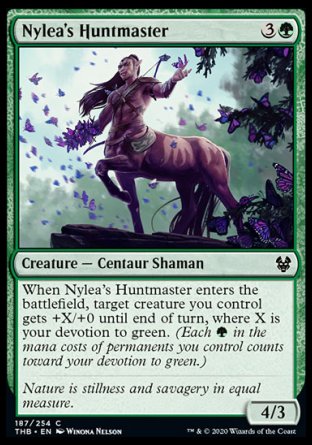 Nylea's Huntmaster 3
Creature — Centaur Shaman
When Nylea's Huntmaster enters the
battlefield, target creature you control
gets +X/+0 until end of turn, where X is
your devotion to green. (Each in the
mana costs of permanents you control counts
toward your devotion to green.)
Nature is stillness and savagery in equal
measure.
4/3
187/254 C
THB • EN Winona Nelson
™ & © 2020 Wizards of the Coast